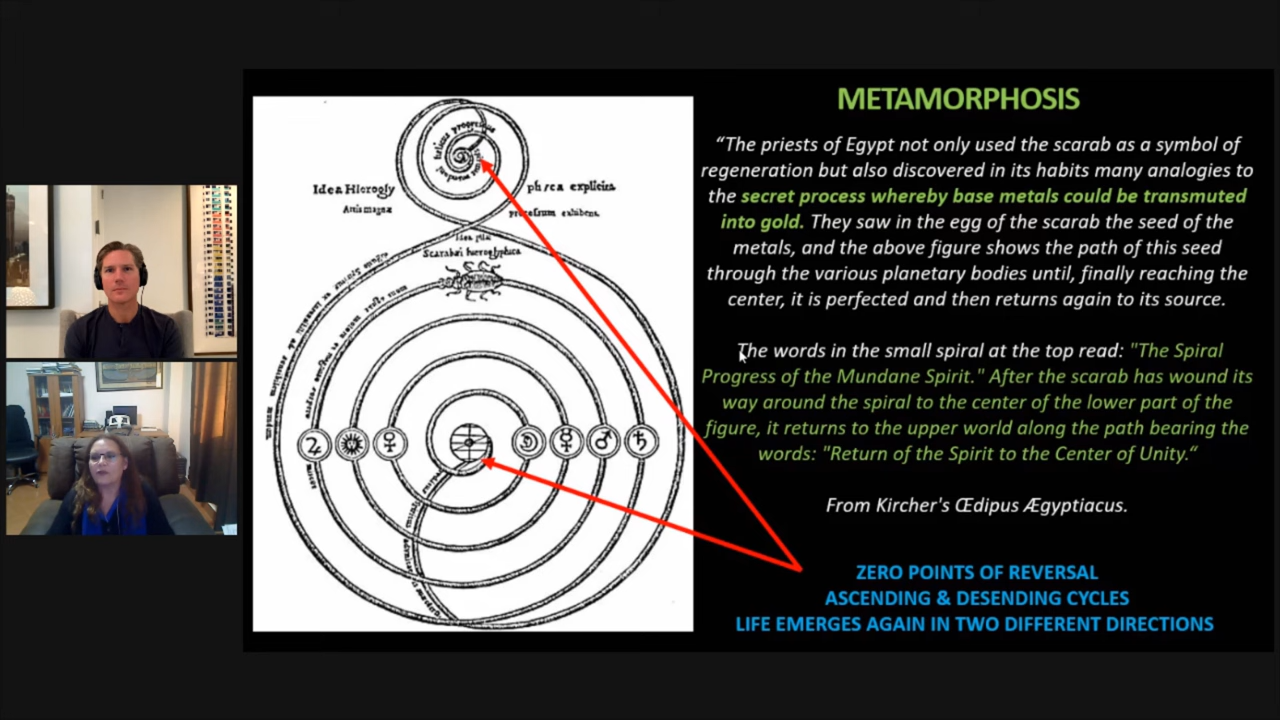 METAMORPHOSIS
“The priests of Egypt not only used the scarab as a symbol of
regeneration but also discovered in its habits many analogies to
the secret process whereby base metals could be transmuted
into gold. They saw in the egg of the scarab the seed of the
metals, and the above figure shows the path of this seed
through the various planetary bodies until, finally reaching the
center, it is perfected and then returns again to its source.
The words in the small spiral at the top read: "The Spiral
Progress of the Mundane Spirit." After the scarab has wound its
way around the spiral to the center of the lower part of the
figure, it returns to the upper world along the path bearing the
words: "Return of the Spirit to the Center of Unity.“
From Kircher's Œdipus Ægyptiacus.
ZERO POINTS OF REVERSAL
ASCENDING & DESENDING CYCLES
LIFE EMERGES AGAIN IN TWO DIFFERENT DIRECTIONS
Idea Hierogly
processum exhibens
Scarabæi hieroglyphica